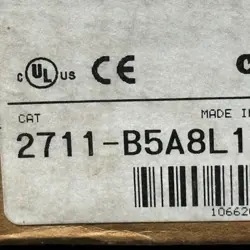 c UL US CE
CAT MADE IN
2711-B5A8L1
10662